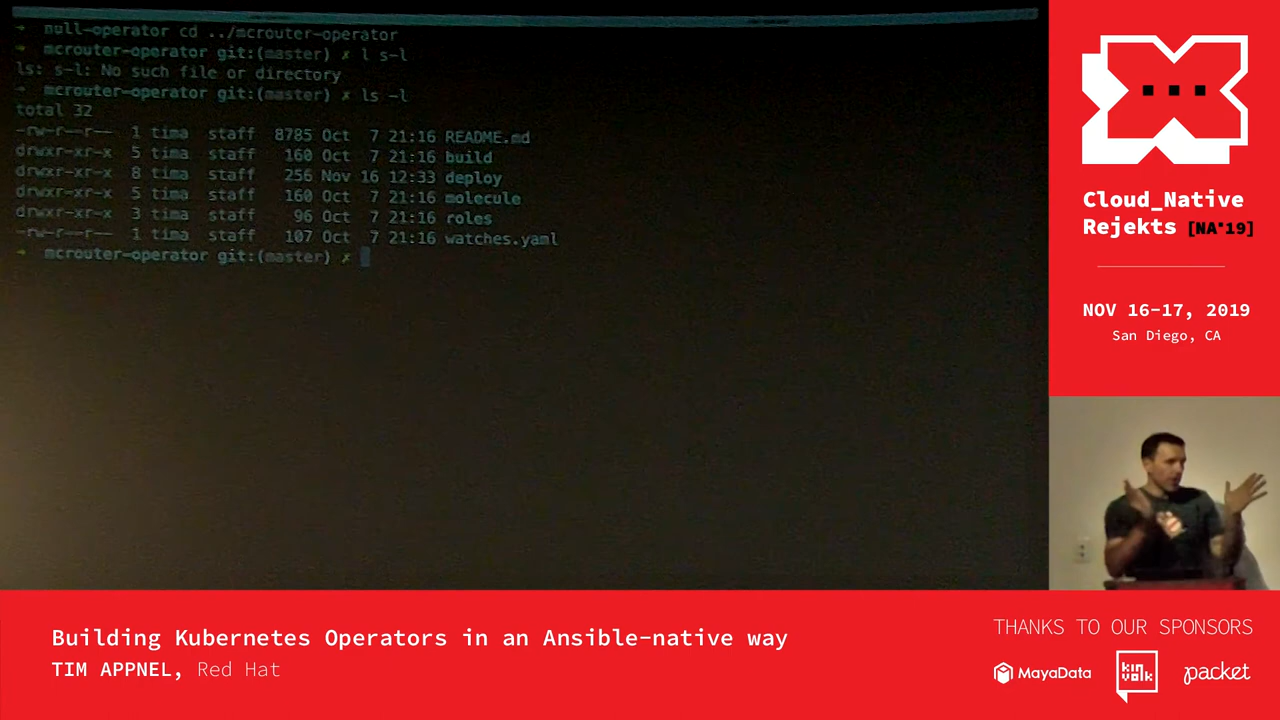 → null-operator cd ../mcrouter-operator
→ mcrouter-operator git:(master) ✗ l s-l
ls: s-l: No such file or directory
→ mcrouter-operator git:(master) ✗ ls -l
total 32
-rw-r--r-- 1 tima staff 8785 Oct 7 21:16 README.md
drwxr-xr-x 5 tima staff 160 Oct 7 21:16 build
drwxr-xr-x 8 tima staff 256 Nov 16 12:33 deploy
drwxr-xr-x 5 tima staff 160 Oct 7 21:16 molecule
drwxr-xr-x 3 tima staff 96 Oct 7 21:16 roles
-rw-r--r-- 1 tima staff 107 Oct 7 21:16 watches.yaml
→ mcrouter-operator git:(master) ✗
Cloud_Native
Rejekts [NA'19]
NOV 16-17, 2019
San Diego, CA
Building Kubernetes Operators in an Ansible-native way
TIM APPNEL, Red Hat
THANKS TO OUR SPONSORS
MayaData
kin
volk
packet